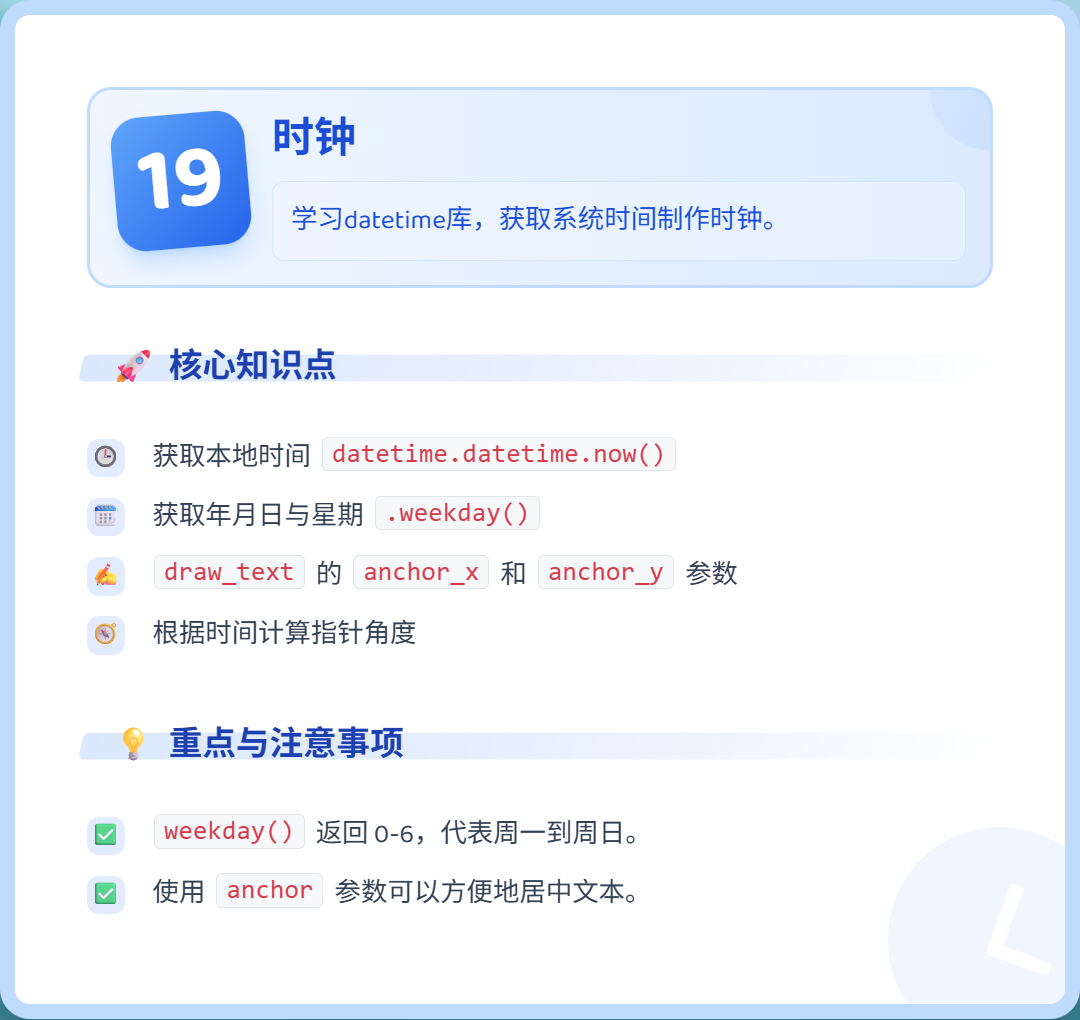 19
时钟
学习datetime库，获取系统时间制作时钟。
核心知识点
获取本地时间 datetime.datetime.now()
获取年月日与星期 .weekday()
draw_text 的 anchor_x 和 anchor_y 参数
根据时间计算指针角度
重点与注意事项
weekday() 返回 0-6，代表周一到周日。
使用 anchor 参数可以方便地居中文本。